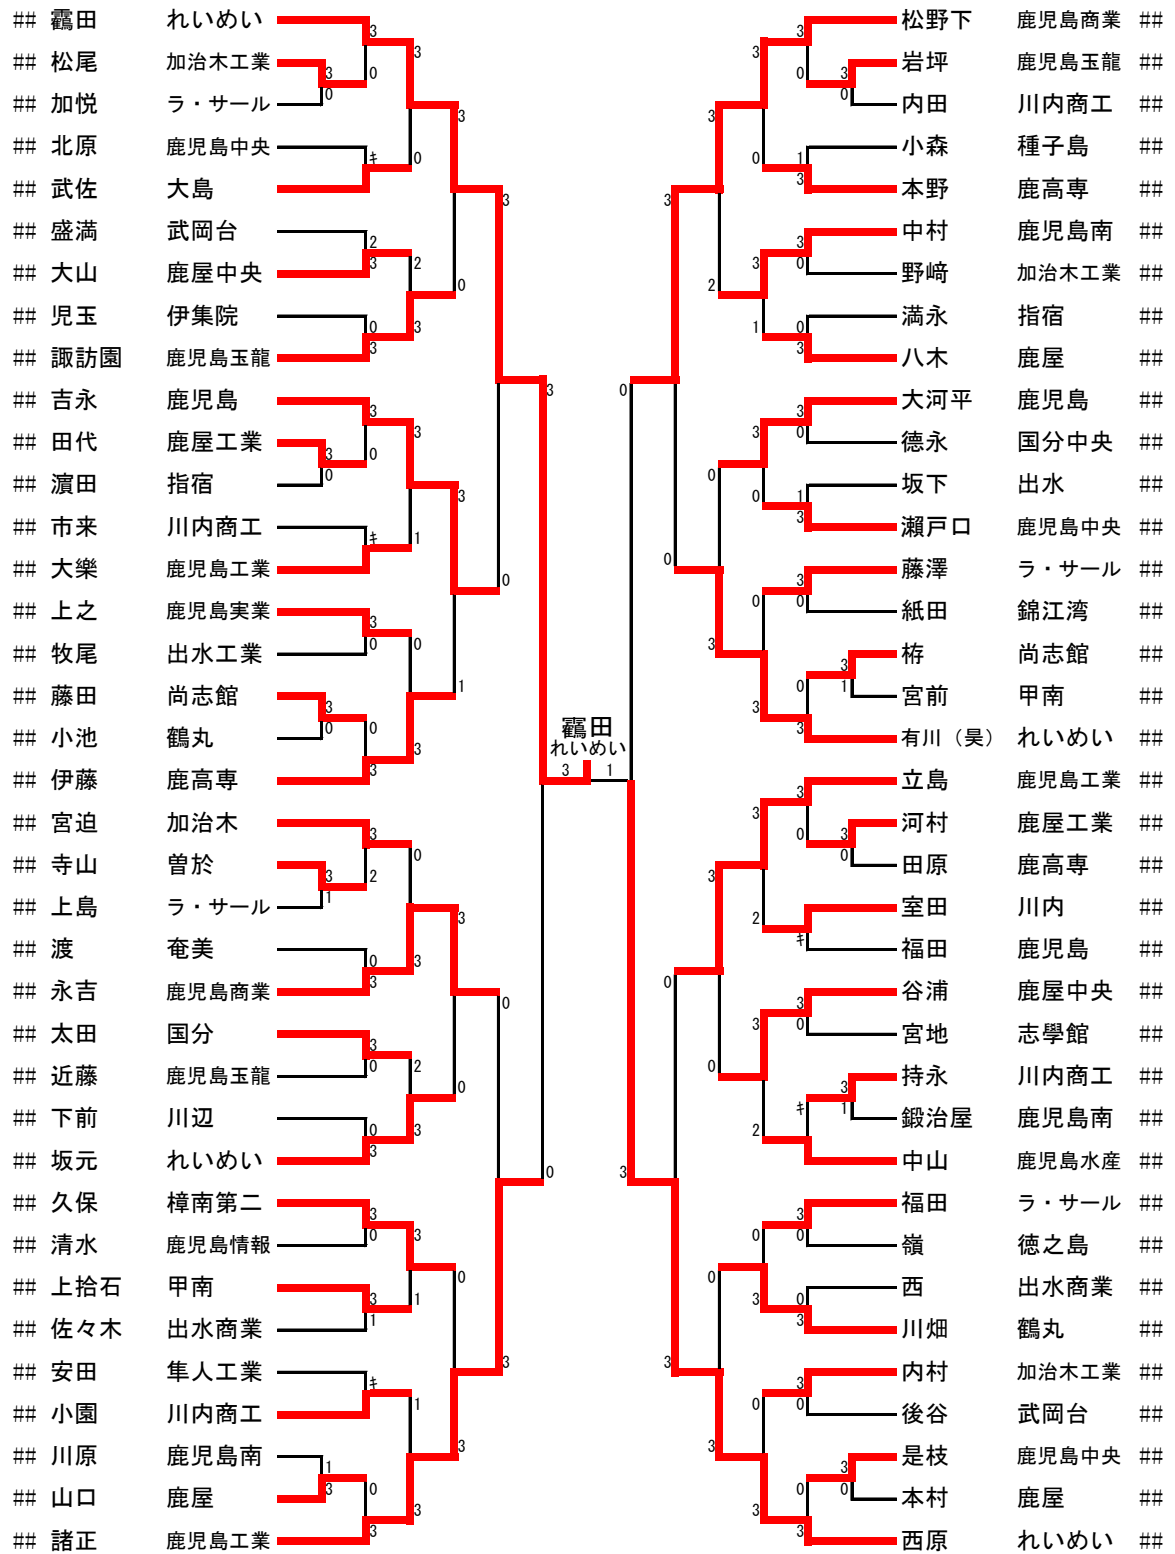 ## 靍田 れいめい
## 松尾 加治木工業
## 加悦 ラ・サール
## 北原 鹿児島中央
## 武佐 大島
## 盛満 武岡台
## 大山 鹿屋中央
## 児玉 伊集院
## 諏訪園 鹿児島玉龍
## 吉永 鹿児島
## 田代 鹿屋工業
## 濵田 指宿
## 市来 川内商工
## 大樂 鹿児島工業
## 上之 鹿児島実業
## 牧尾 出水工業
## 藤田 尚志館
## 小池 鶴丸
## 伊藤 鹿高専
## 宮迫 加治木
## 寺山 曽於
## 上島 ラ・サール
## 渡 奄美
## 永吉 鹿児島商業
## 太田 国分
## 近藤 鹿児島玉龍
## 下前 川辺
## 坂元 れいめい
## 久保 樟南第二
## 清水 鹿児島情報
## 上拾石 甲南
## 佐々木 出水商業
## 安田 隼人工業
## 小園 川内商工
## 川原 鹿児島南
## 山口 鹿屋
## 諸正 鹿児島工業
靍田
れいめい
3 1
松野下 鹿児島商業 ##
岩坪 鹿児島玉龍 ##
内田 川内商工 ##
小森 種子島 ##
本野 鹿高専 ##
中村 鹿児島南 ##
野﨑 加治木工業 ##
満永 指宿 ##
八木 鹿屋 ##
大河平 鹿児島 ##
德永 国分中央 ##
坂下 出水 ##
瀨戸口 鹿児島中央 ##
藤澤 ラ・サール ##
紙田 錦江湾 ##
栫 尚志館 ##
宮前 甲南 ##
有川（昊） れいめい ##
立島 鹿児島工業 ##
河村 鹿屋工業 ##
田原 鹿高専 ##
室田 川内 ##
福田 鹿児島 ##
谷浦 鹿屋中央 ##
宮地 志學館 ##
持永 川内商工 ##
鍛治屋 鹿児島南 ##
中山 鹿児島水産 ##
福田 ラ・サール ##
嶺 徳之島 ##
西 出水商業 ##
川畑 鶴丸 ##
内村 加治木工業 ##
後谷 武岡台 ##
是枝 鹿児島中央 ##
本村 鹿屋 ##
西原 れいめい ##